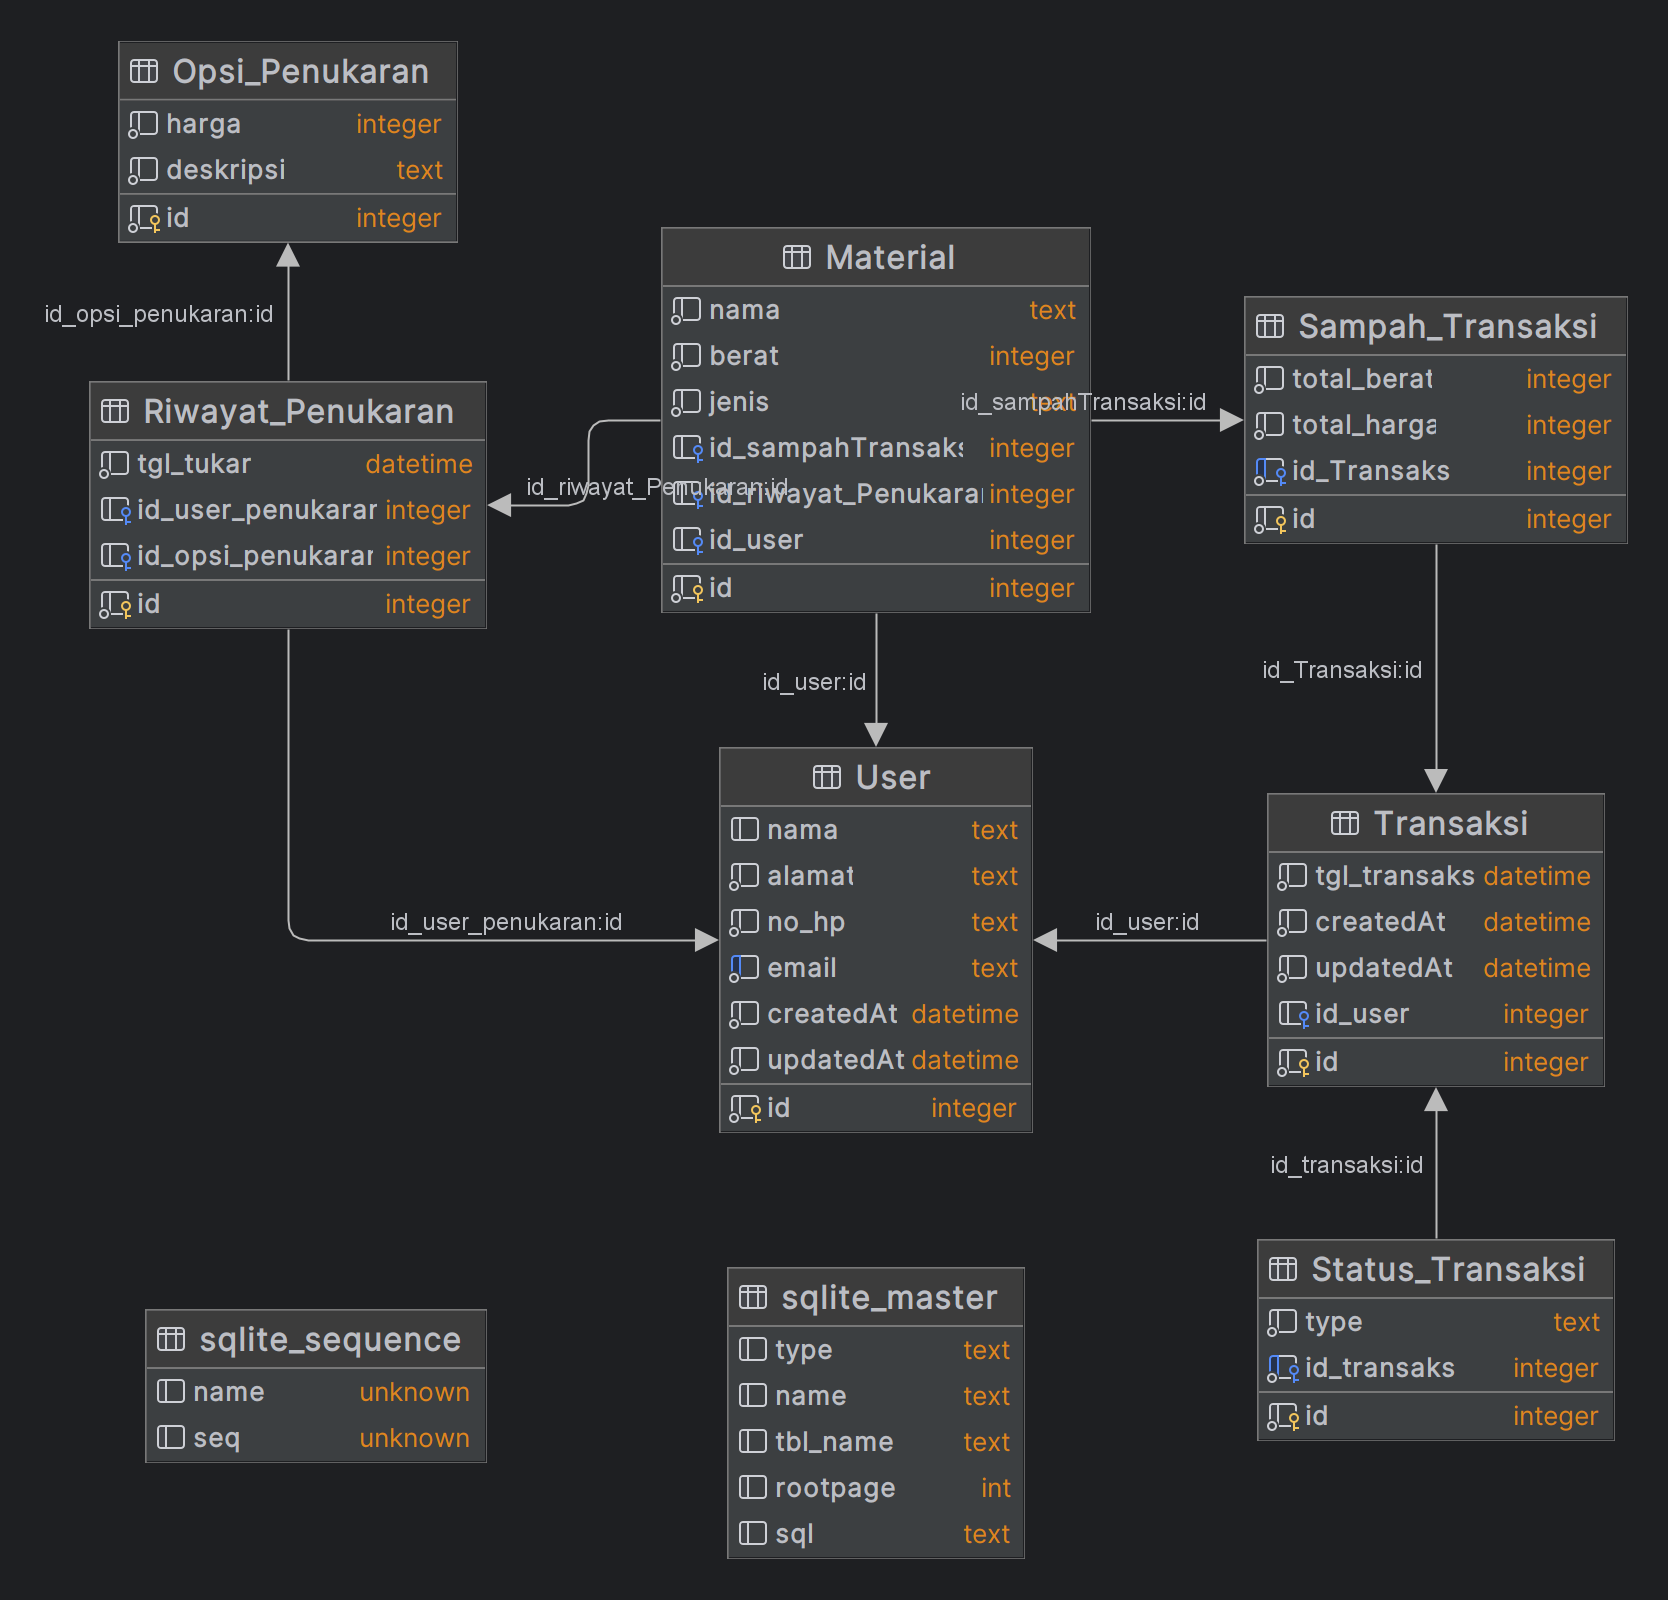 Opsi_Penukaran
harga integer
deskripsi text
id integer
id_opsi_penukaran:id
Riwayat_Penukaran
tgl_tukar datetime
id_user_penukaran integer
id_opsi_penukaran integer
id integer
Material
nama text
berat integer
jenis text
id_sampahTransaks integer
id_riwayat_Penukara integer
id_user integer
id integer
id_riwayat_Penukaran:id
id_sampahTransaksi:id
Sampah_Transaksi
total_berat integer
total_harga integer
id_Transaks integer
id integer
id_user:id
id_Transaksi:id
User
nama text
alamat text
no_hp text
email text
createdAt datetime
updatedAt datetime
id integer
id_user_penukaran:id
id_user:id
Transaksi
tgl_transaks datetime
createdAt datetime
updatedAt datetime
id_user integer
id integer
id_transaksi:id
Status_Transaksi
type text
id_transaks integer
id integer
sqlite_sequence
name unknown
seq unknown
sqlite_master
type text
name text
tbl_name text
rootpage int
sql text